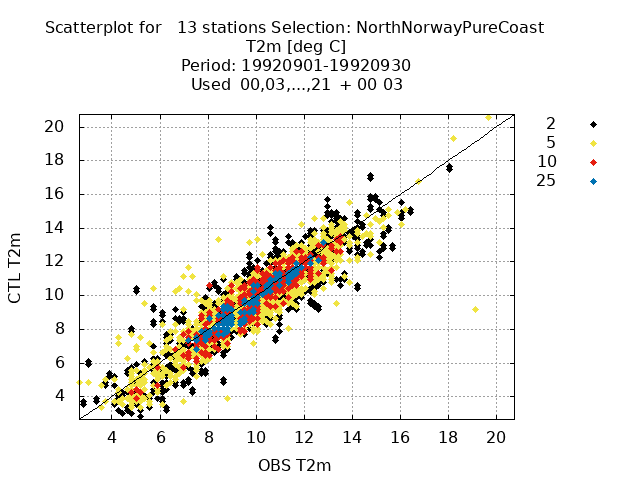 Scatterplot for   13 stations Selection: NorthNorwayPureCoast
T2m [deg C]
Period: 19920901-19920930
Used  00,03,...,21  + 00 03
2
5
10
25
20
18
16
14
12
10
8
6
4
CTL T2m
4 6 8 10 12 14 16 18 20
OBS T2m